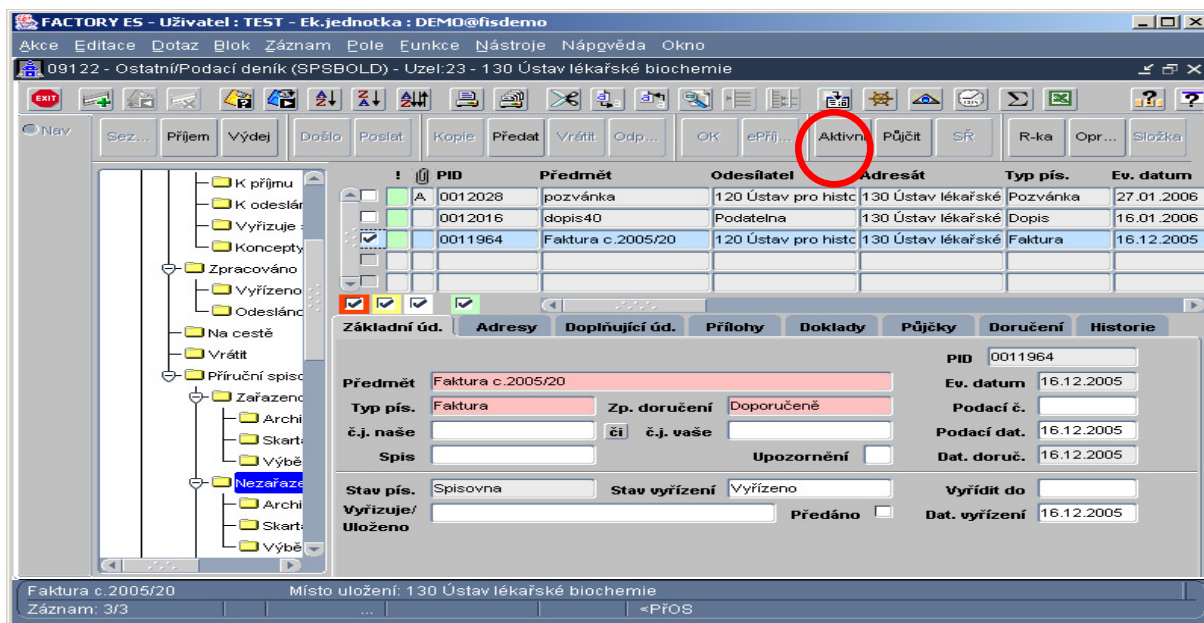 FACTORY ES - Uživatel : TEST - Ek.jednotka : DEMO@fisdemo
Akce Editace Dotaz Blok Záznam Pole Funkce Nástroje Nápověda Okno
09122 - Ostatní/Podací deník (SPSBOLD) - Uzel:23 - 130 Ústav lékařské biochemie
EXIT
Nav Sez... Příjem Výdej Došlo Poslat Kopie Předat Vrátit Odp... OK ePříj... Aktivn Půjčit SŘ R-ka Opr... Složka
! PID Předmět Odesílatel Adresát Typ pís. Ev. datum
A 0012028 pozvánka 120 Ústav pro histo 130 Ústav lékařské Pozvánka 27.01.2006
0012016 dopis40 Podatelna 130 Ústav lékařské Dopis 16.01.2006
0011964 Faktura c.2005/20 120 Ústav pro histo 130 Ústav lékařské Faktura 16.12.2005
K příjmu
K odeslár
Vyřizuje
Koncepty
Zpracováno
Vyřízeno
Odesláno
Na cestě
Vrátit
Příruční spisc
Zařazeno
Archi
Skarta
Výbě
Nezařaze
Archi
Skarta
Výbě
Základní úd. Adresy Doplňující úd. Přílohy Doklady Půjčky Doručení Historie
PID 0011964
Předmět Faktura c.2005/20 Ev. datum 16.12.2005
Typ pís. Faktura Zp. doručení Doporučeně Podací č.
č.j. naše či č.j. vaše Podací dat. 16.12.2005
Spis Upozornění Dat. doruč. 16.12.2005
Stav pís. Spisovna Stav vyřízení Vyřízeno Vyřídit do
Vyřizuje/
Uloženo Předáno Dat. vyřízení 16.12.2005
Faktura c.2005/20 Místo uložení: 130 Ústav lékařské biochemie
Záznam: 3/3 ... <PřOS